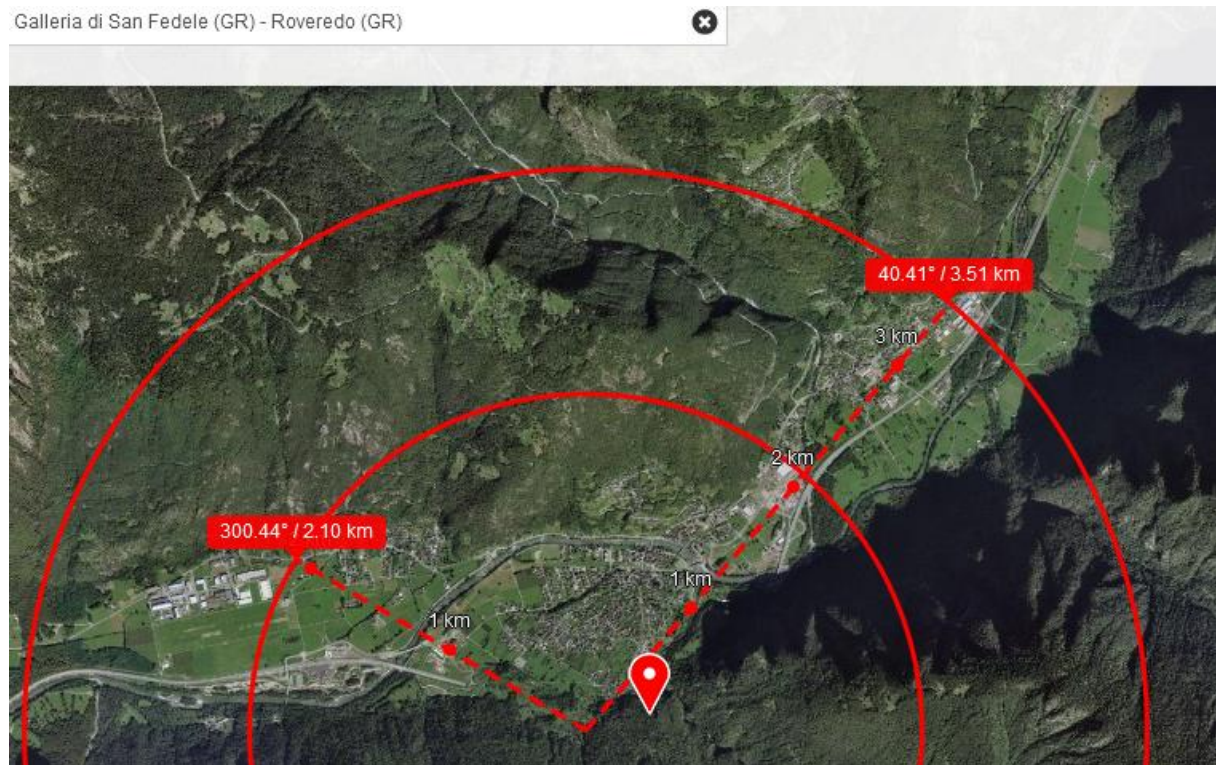 Galleria di San Fedele (GR) - Roveredo (GR)
40.41° / 3.51 km
3 km
2 km
300.44° / 2.10 km
1 km
1 km